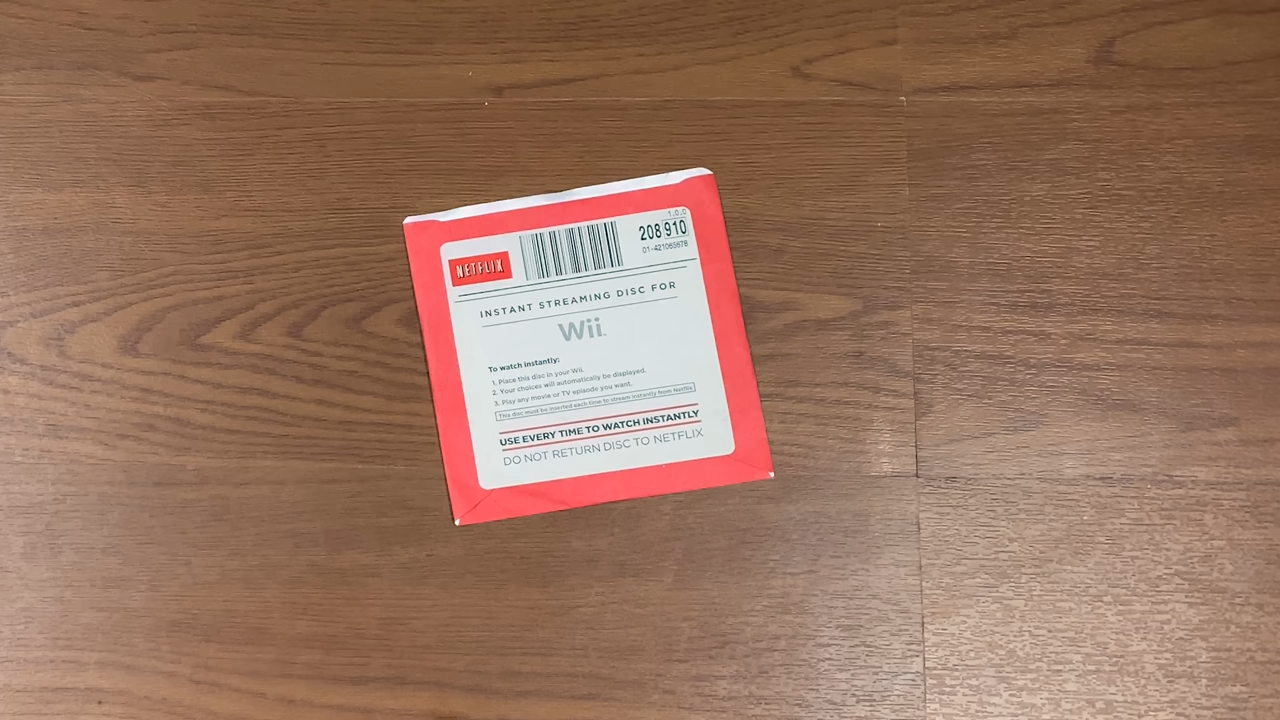 1.0.0
NETFLIX
208 910
01-421065678
INSTANT STREAMING DISC FOR
Wii.
To watch instantly:
1. Place this disc in your Wii.
2. Your choices will automatically be displayed.
3. Play any movie or TV episode you want.
This disc must be inserted each time to stream instantly from Netflix
USE EVERY TIME TO WATCH INSTANTLY
DO NOT RETURN DISC TO NETFLIX